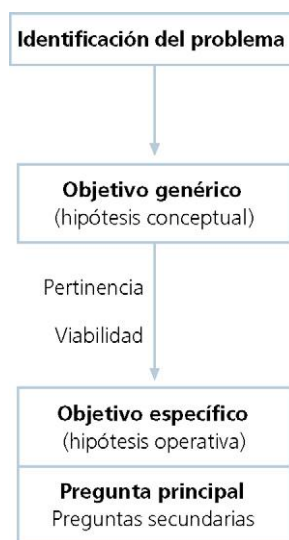 Identificación del problema
Objetivo genérico
(hipótesis conceptual)
Pertinencia
Viabilidad
Objetivo específico
(hipótesis operativa)
Pregunta principal
Preguntas secundarias